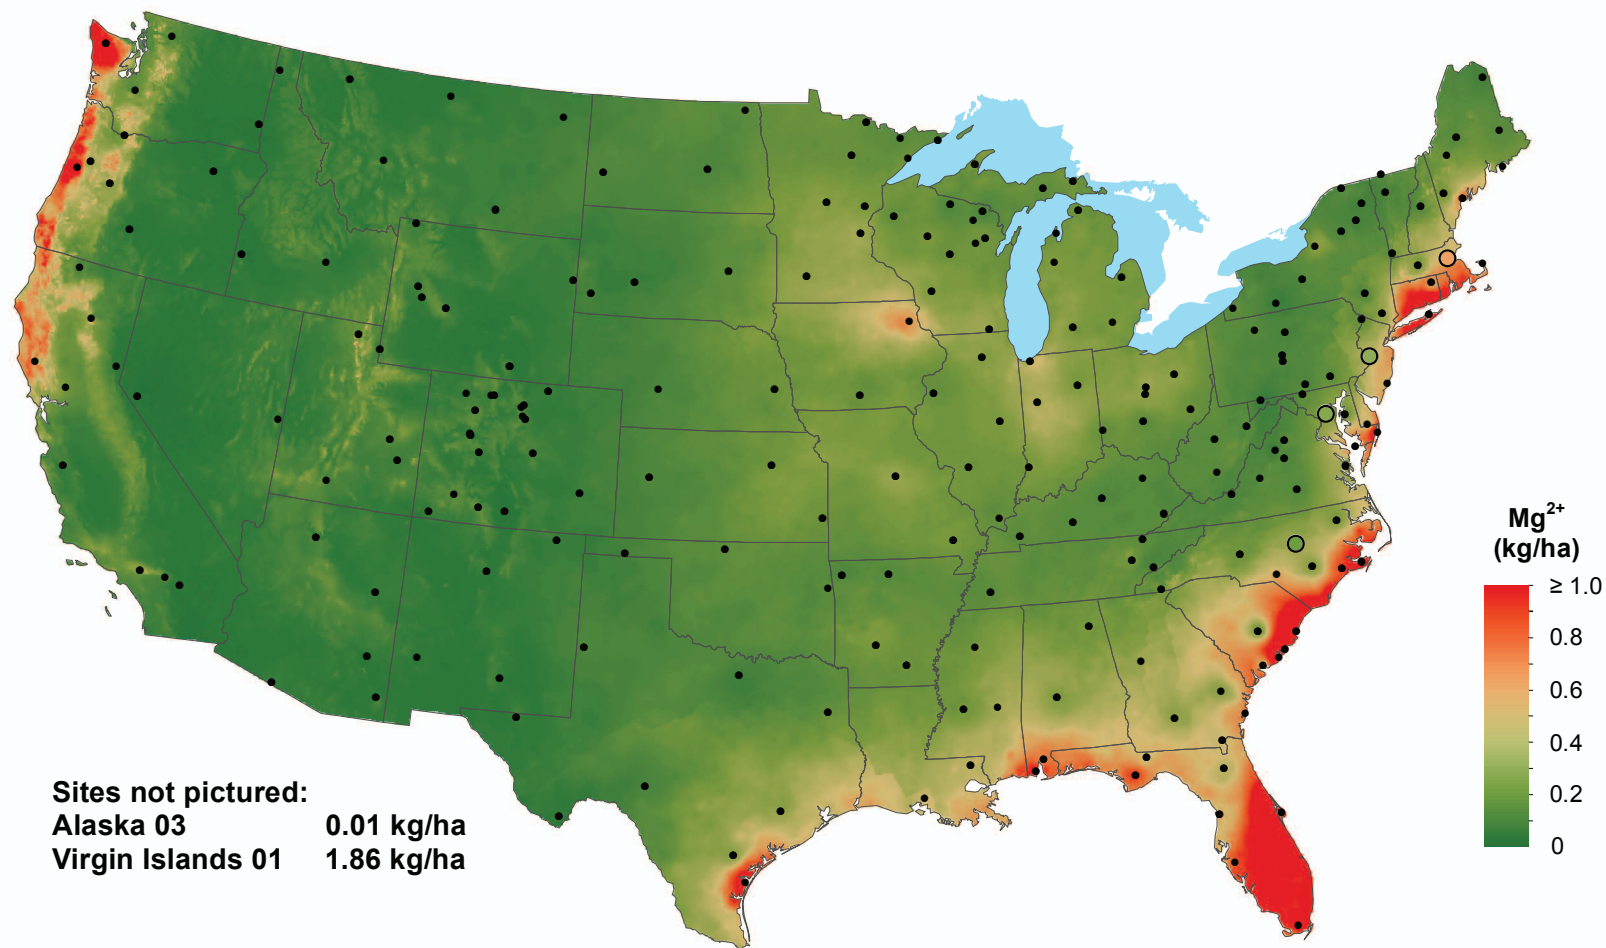 Mg2+
(kg/ha)
≥ 1.0
0.8
0.6
0.4
0.2
0
Sites not pictured:
Alaska 03 0.01 kg/ha
Virgin Islands 01 1.86 kg/ha